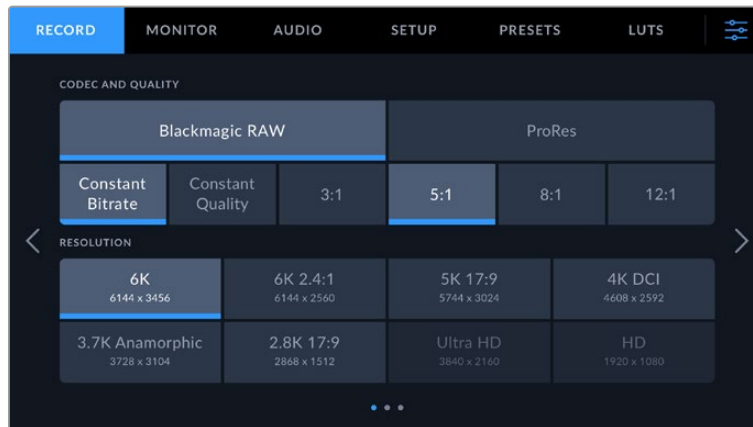 RECORD MONITOR AUDIO SETUP PRESETS LUTS
CODEC AND QUALITY
Blackmagic RAW ProRes
Constant Bitrate Constant Quality 3:1 5:1 8:1 12:1
RESOLUTION
6K 6K 2.4:1 5K 17:9 4K DCI
6144 x 3456 6144 x 2560 5744 x 3024 4608 x 2592
3.7K Anamorphic 2.8K 17:9 Ultra HD HD
3728 x 3104 2868 x 1512 3840 x 2160 1920 x 1080